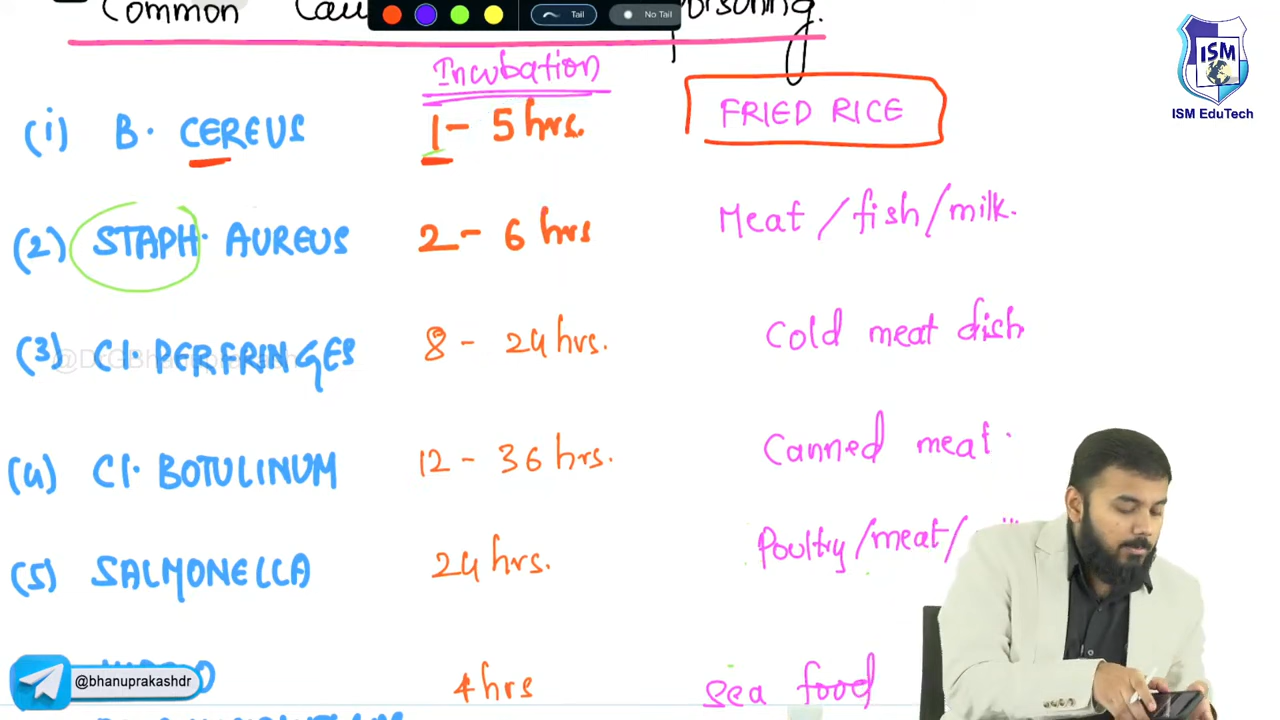 Common
Tail
No Tail
ISM
ISM EduTech
Incubation
(i) B. CEREUS 1 - 5 hrs. FRIED RICE
(2) STAPH. AUREUS 2 - 6 hrs Meat / fish / milk.
(3) Cl. PERFRINGES 8 - 24 hrs. Cold meat dish
(4) Cl. BOTULINUM 12 - 36 hrs. Canned meat.
(5) SALMONELLA 24 hrs. Poultry / meat /
4 hrs sea food
@bhanuprakashdr